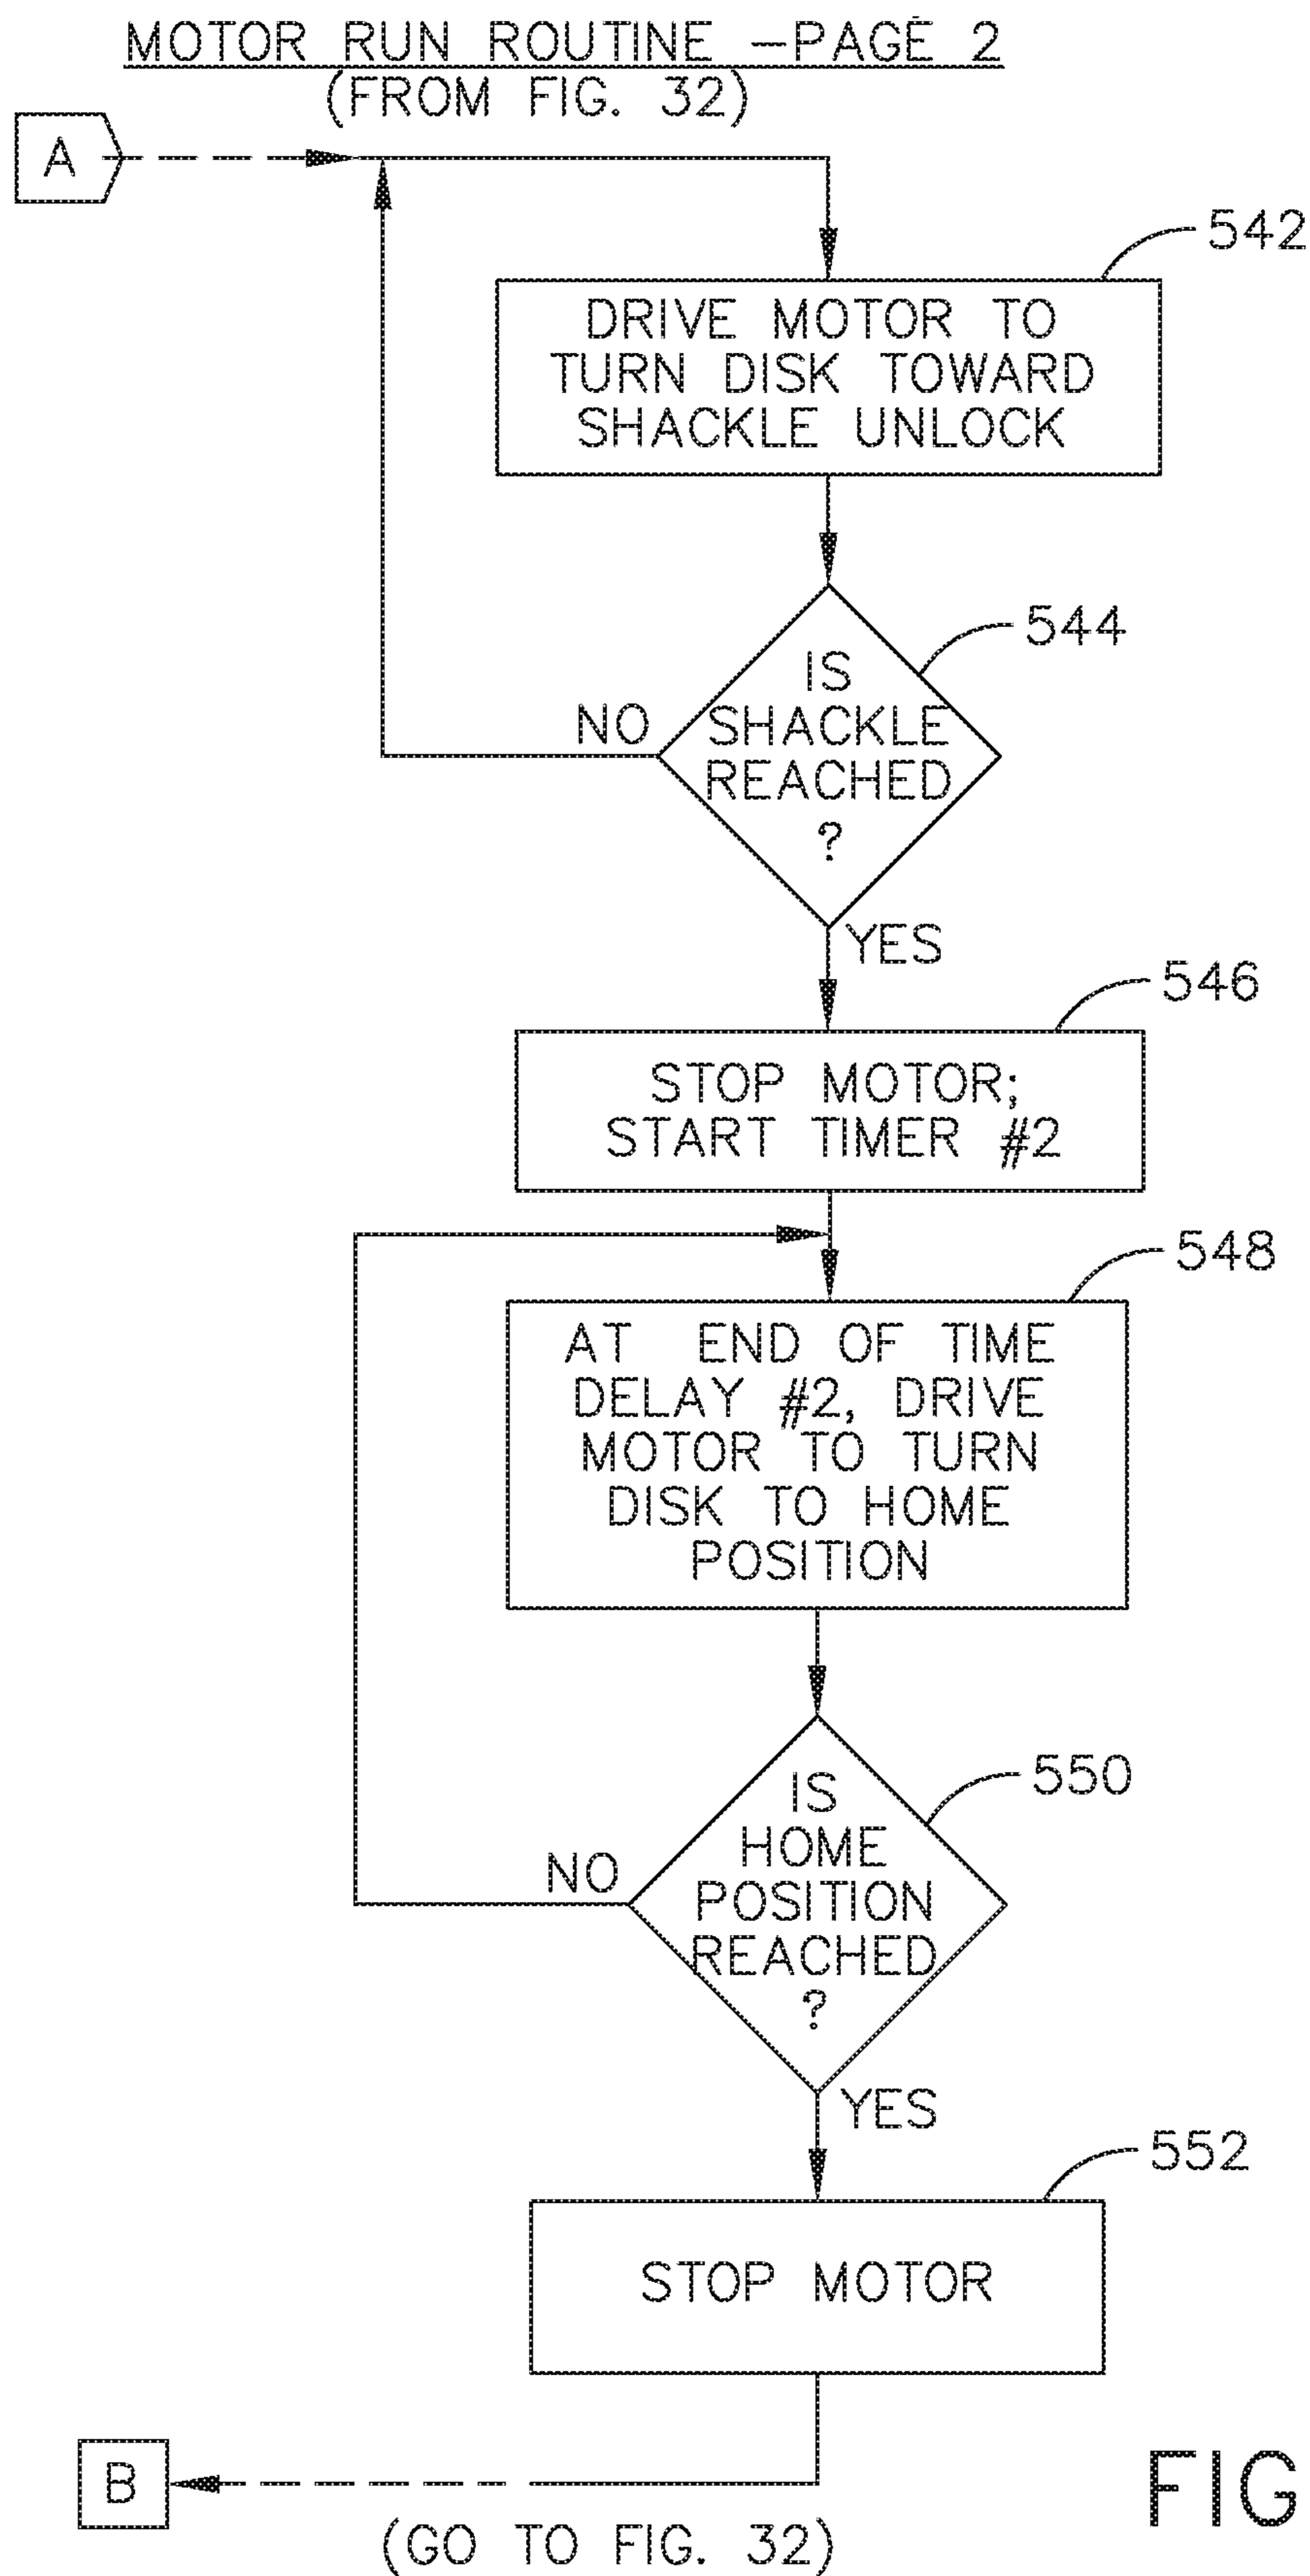 MOTOR RUN ROUTINE —PAGE 2
(FROM FIG. 32)
A
542
DRIVE MOTOR TO
TURN DISK TOWARD
SHACKLE UNLOCK
544
IS
SHACKLE
REACHED
?
NO
YES
546
STOP MOTOR;
START TIMER #2
548
AT END OF TIME
DELAY #2, DRIVE
MOTOR TO TURN
DISK TO HOME
POSITION
550
IS
HOME
POSITION
REACHED
?
NO
YES
552
STOP MOTOR
B
(GO TO FIG. 32)
FIG